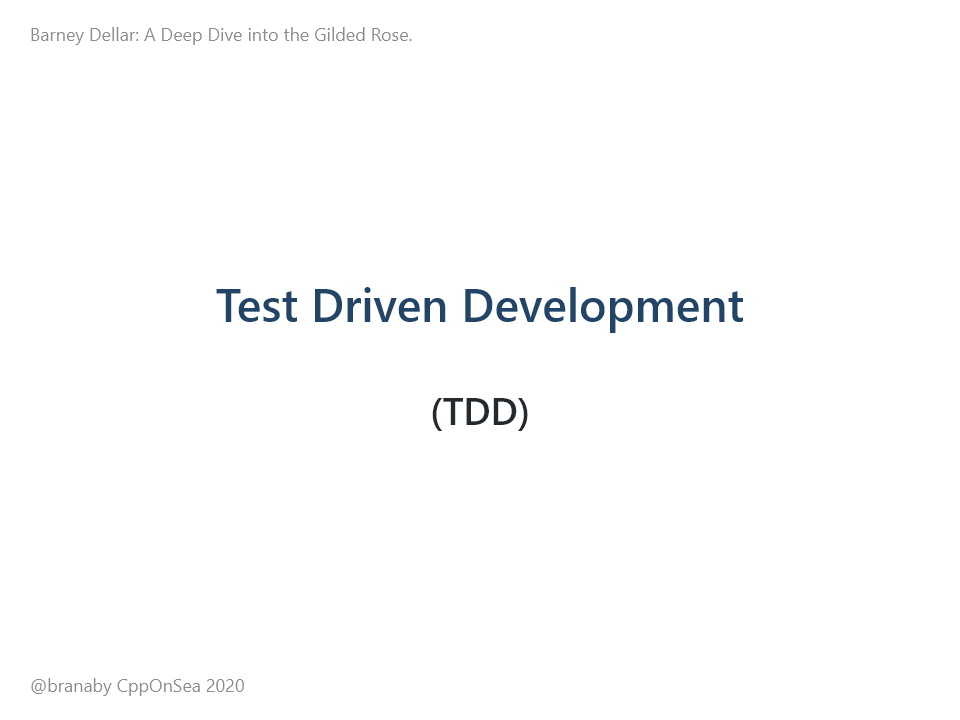 Barney Dellar: A Deep Dive into the Gilded Rose.
Test Driven Development
(TDD)
@branaby CppOnSea 2020